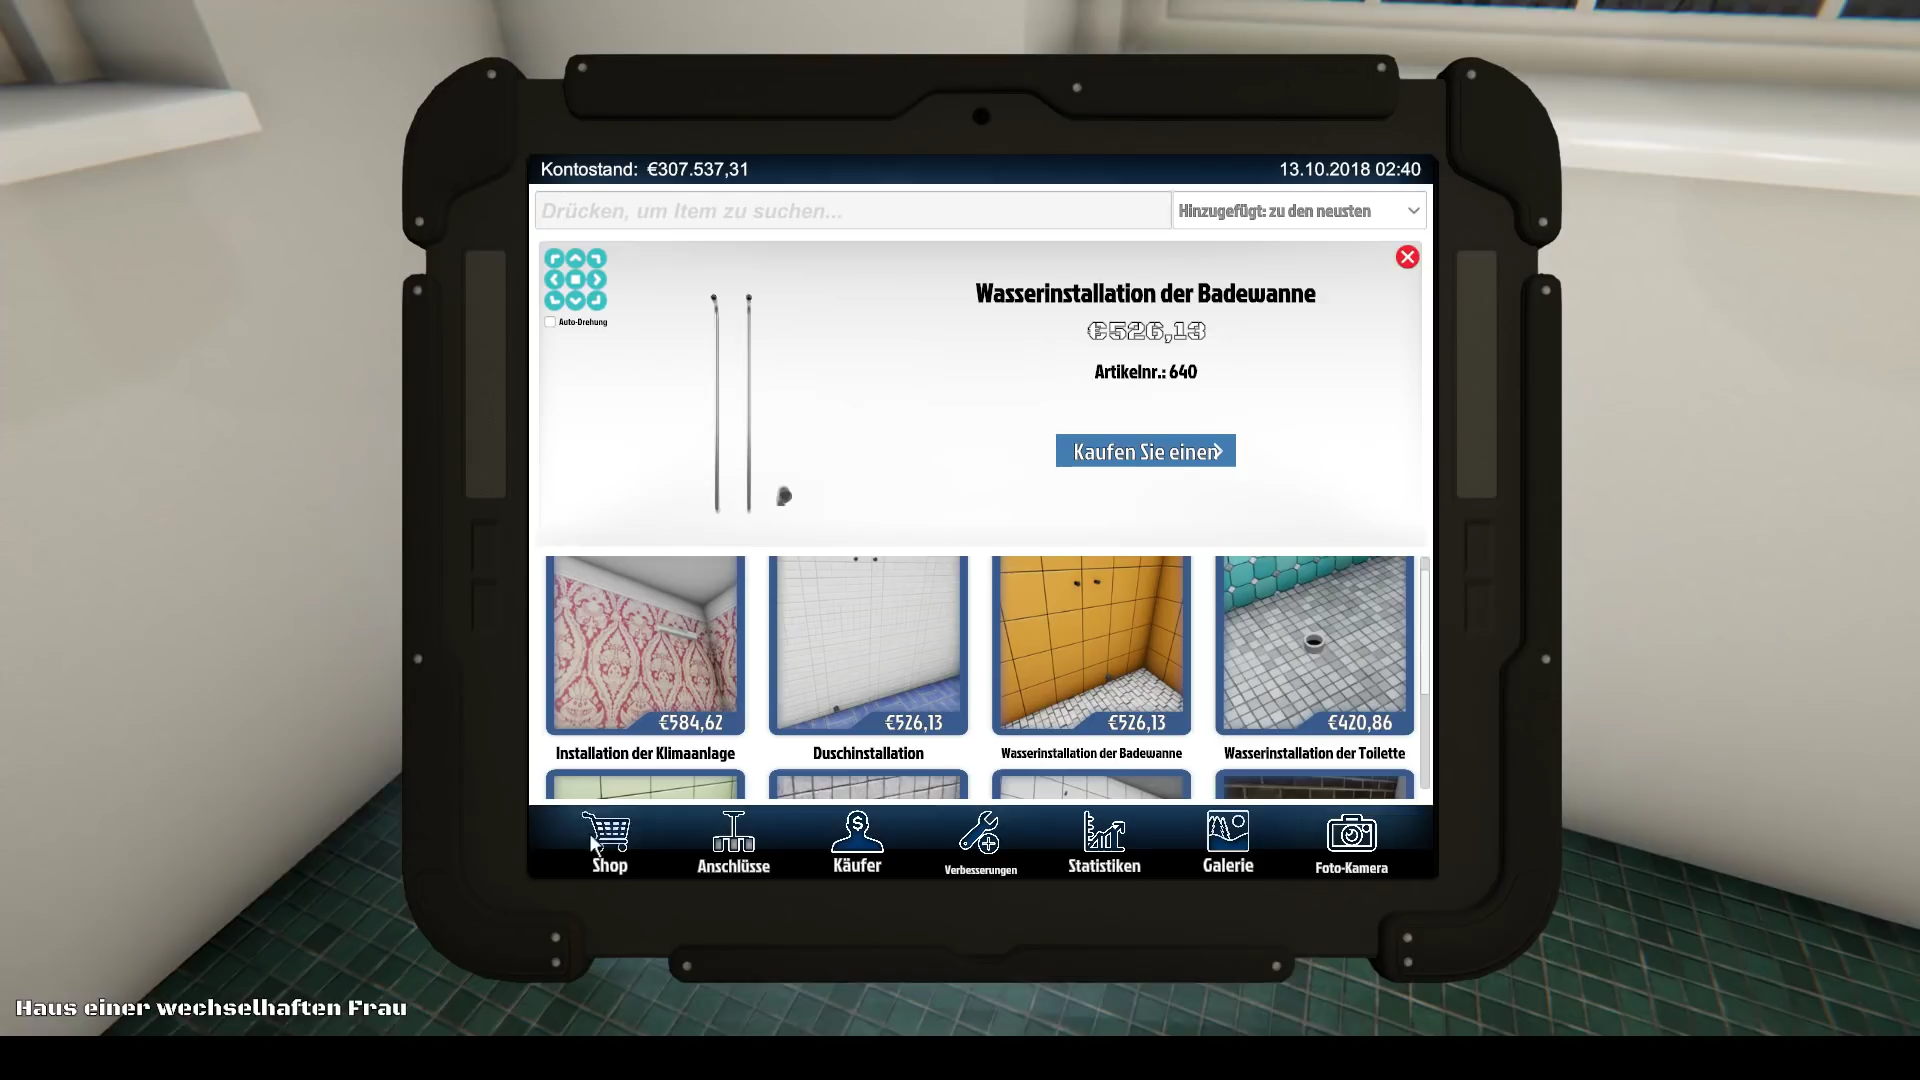 Kontostand: €307.537,31
13.10.2018 02:40
Drücken, um Item zu suchen...
Hinzugefügt: zu den neusten
Auto-Drehung
Wasserinstallation der Badewanne
€526,13
Artikelnr.: 640
Kaufen Sie einen
€584,62
€526,13
€526,13
€420,86
Installation der Klimaanlage
Duschinstallation
Wasserinstallation der Badewanne
Wasserinstallation der Toilette
Shop
Anschlüsse
Käufer
Verbesserungen
Statistiken
Galerie
Foto-Kamera
Haus einer wechselhaften Frau